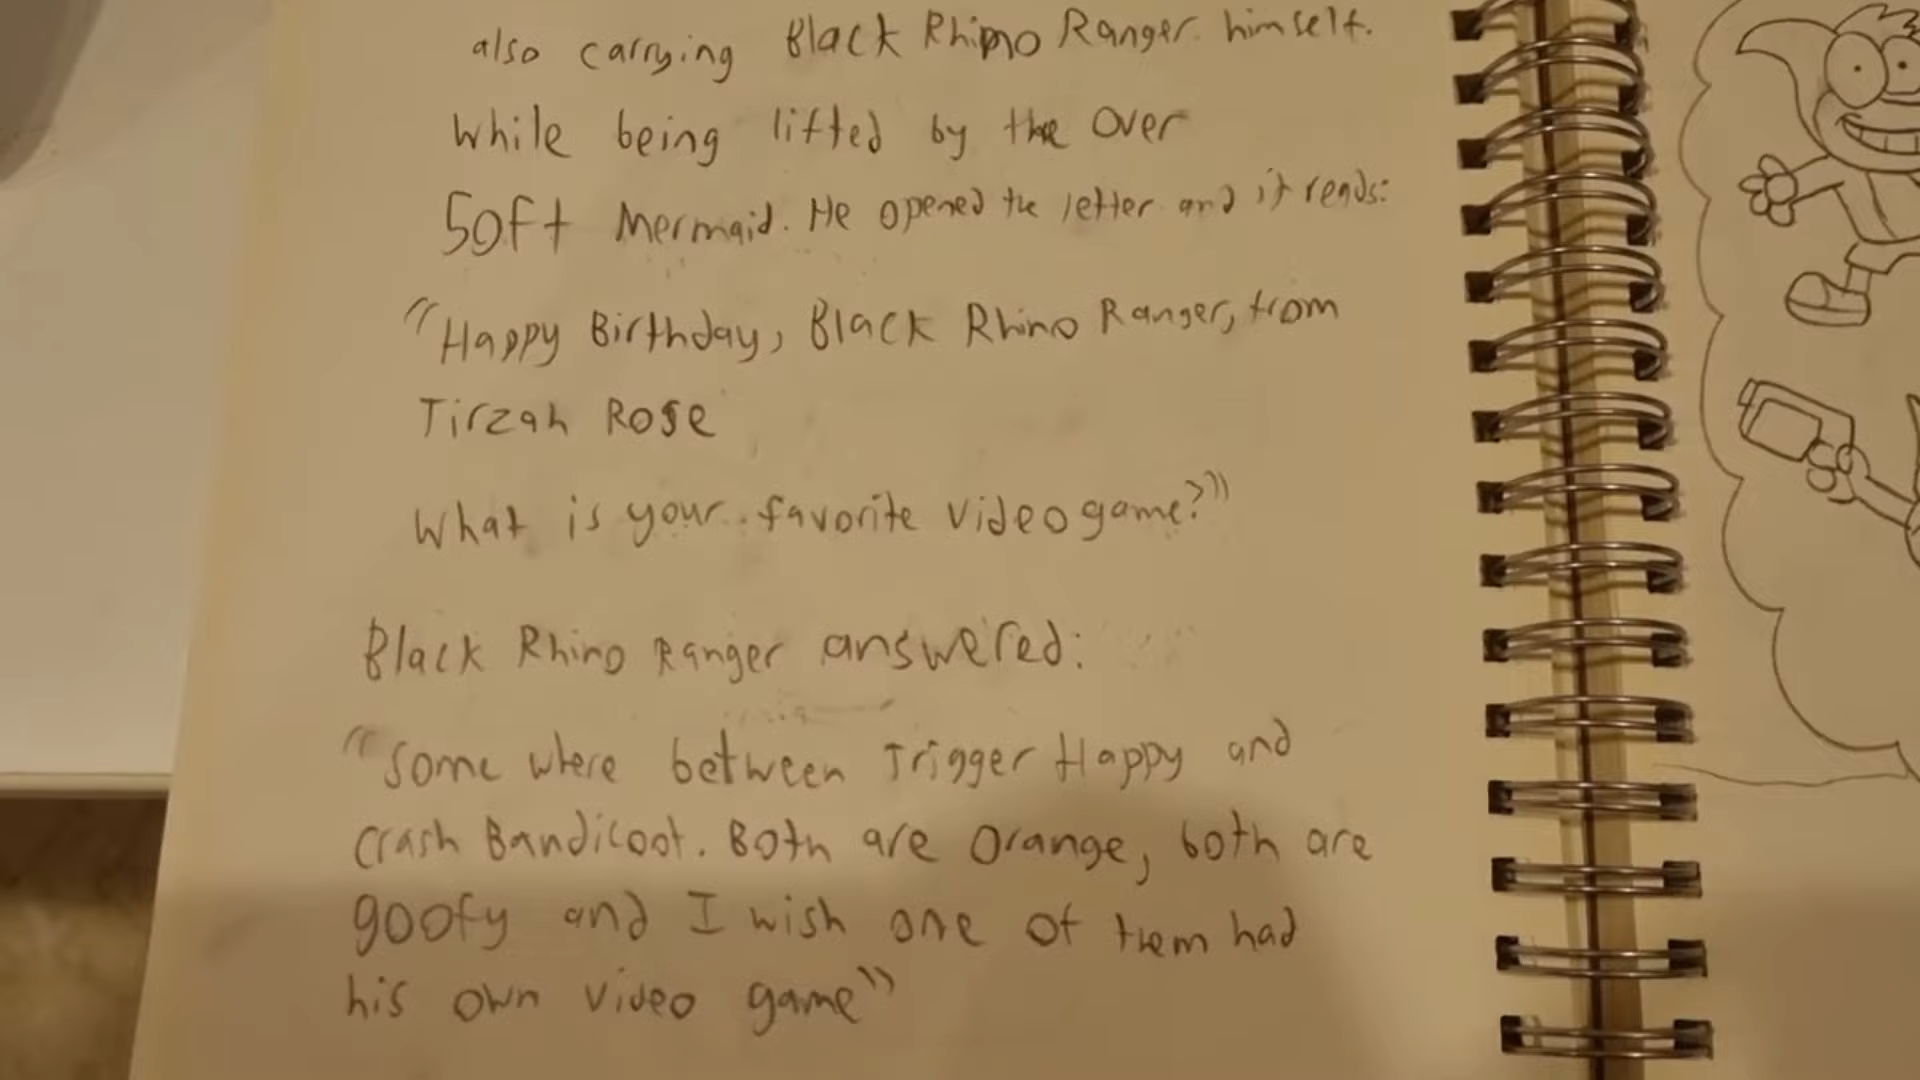 also carrying Black Rhino Ranger. himself.
While being lifted by the Over
50ft Mermaid. He opened the letter and it reads:
"Happy Birthday, Black Rhino Ranger, from
Tirzah Rose
What is your favorite video game?"
Black Rhino Ranger answered:
"Some where between Trigger Happy and
Crash Bandicoot. Both are Orange, both are
goofy and I wish one of them had
his own video game"